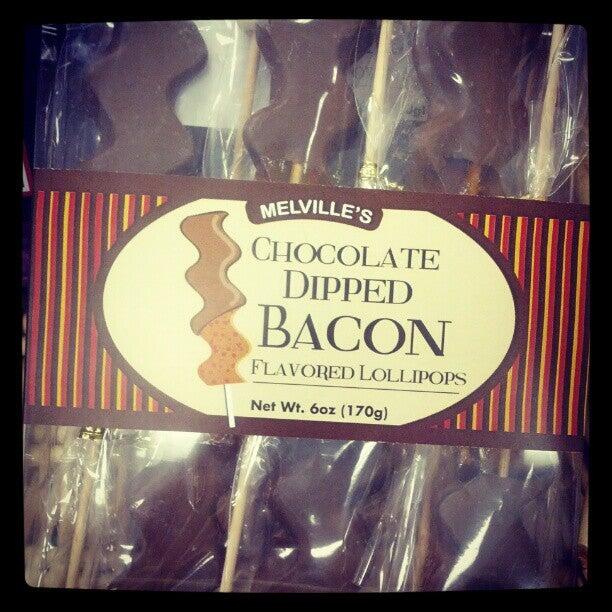 MELVILLE'S
CHOCOLATE
DIPPED
BACON
FLAVORED LOLLIPOPS
Net Wt. 6oz (170g)